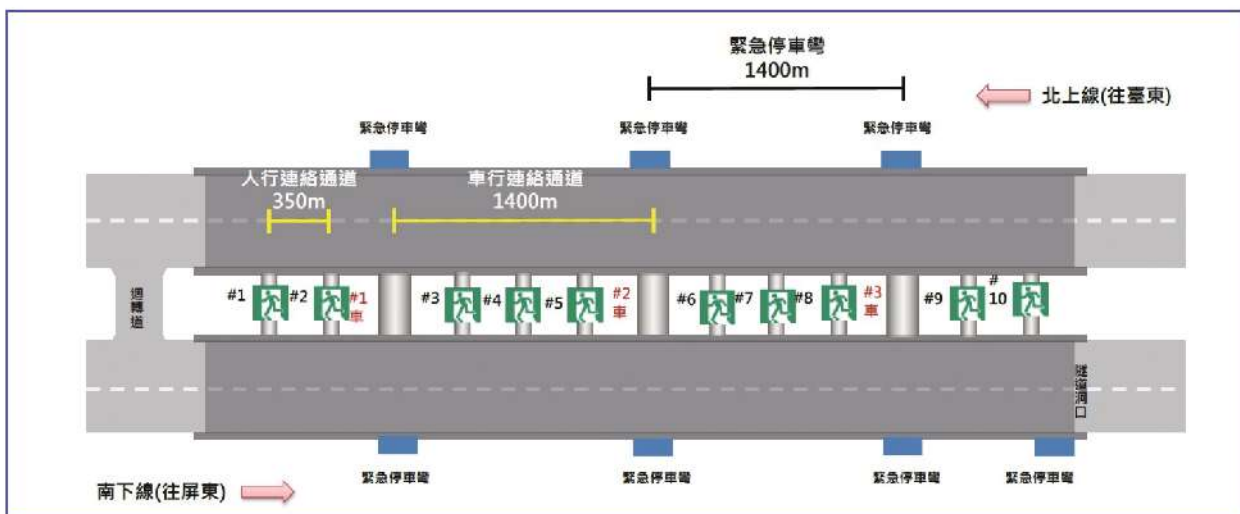 緊急停車彎
1400m
北上線(往臺東)
緊急停車彎
緊急停車彎
緊急停車彎
人行連絡通道
350m
車行連絡通道
1400m
迴轉道
#1
#2
#1
車
#3
#4
#5
#2
車
#6
#7
#8
#3
車
#9
#
10
隧道洞口
緊急停車彎
緊急停車彎
緊急停車彎
緊急停車彎
南下線(往屏東)